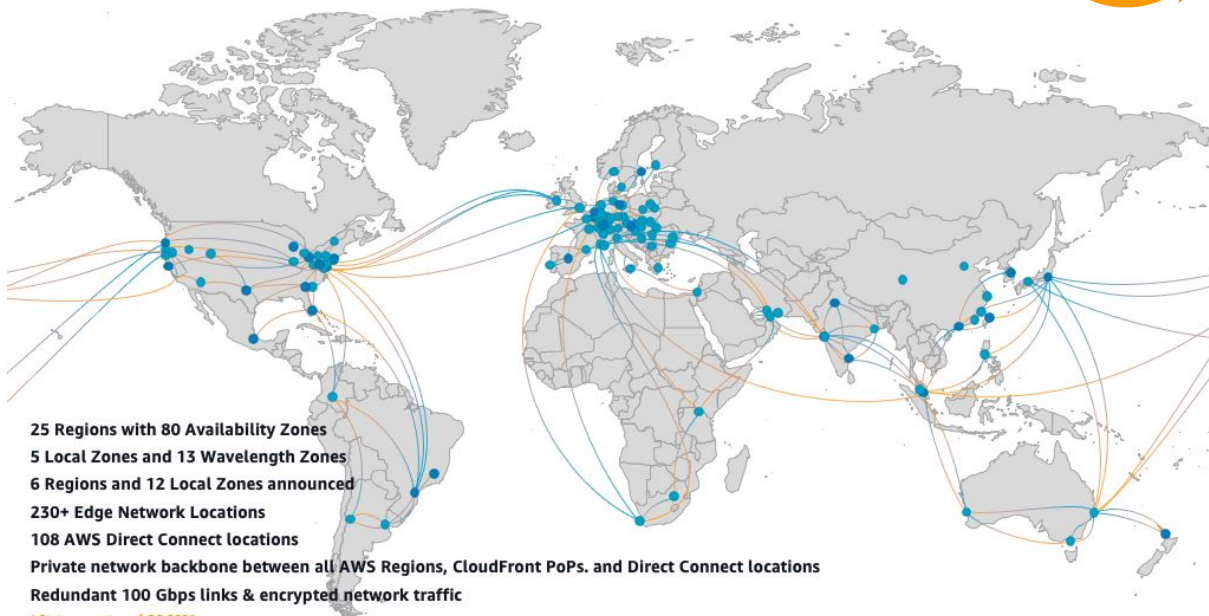 25 Regions with 80 Availability Zones
5 Local Zones and 13 Wavelength Zones
6 Regions and 12 Local Zones announced
230+ Edge Network Locations
108 AWS Direct Connect locations
Private network backbone between all AWS Regions, CloudFront PoPs. and Direct Connect locations
Redundant 100 Gbps links & encrypted network traffic